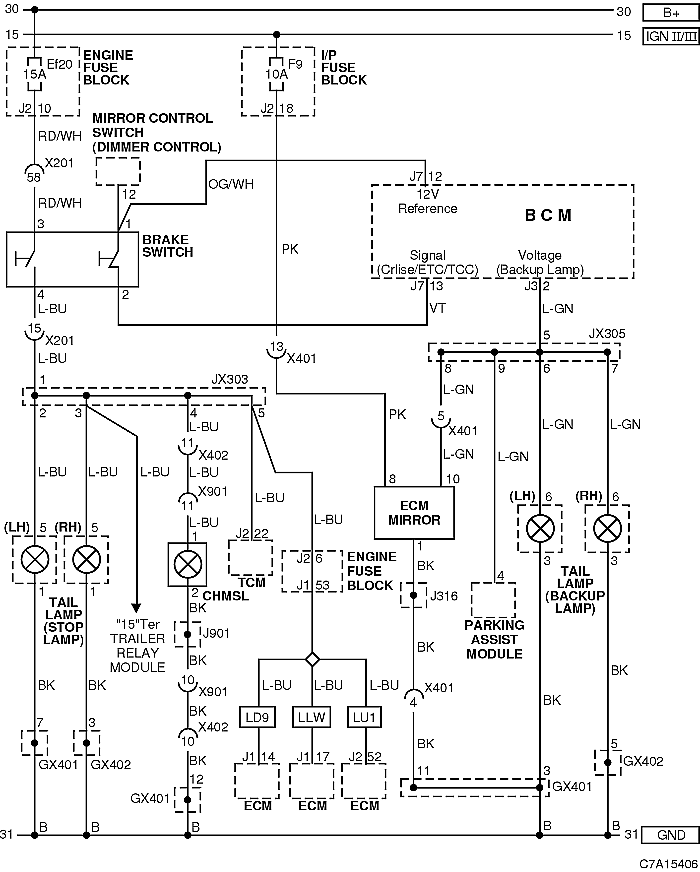 30 30 B+
15 15 IGN II/III
Ef20
15A
ENGINE
FUSE
BLOCK
J2 10
F9
10A
I/P
FUSE
BLOCK
J2 18
RD/WH
MIRROR CONTROL
SWITCH
(DIMMER CONTROL)
X201
58
12
RD/WH
OG/WH
J7 12
12V
Reference
B C M
Signal
(Crlise/ETC/TCC)
Voltage
(Backup Lamp)
J7 13
J3 2
3 1
BRAKE
SWITCH
4 2
PK
L-BU
VT
L-GN
15
X201
L-BU
13
X401
5
JX305
8 9 6 7
1
JX303
2 3 4 5
L-GN
5
X401
L-GN
L-GN
L-GN
L-GN
PK
L-BU
11
X402
L-BU
X901
11
L-BU
L-BU
L-BU
L-BU
L-BU
L-BU
8 10
ECM
MIRROR
1
(LH) 5
(RH) 5
1 1
TAIL
LAMP
(STOP
LAMP)
1
2
CHMSL
J2 22
TCM
J2 6
J1 53
ENGINE
FUSE
BLOCK
(LH) 6
(RH) 6
3 3
TAIL
LAMP
(BACKUP
LAMP)
4
PARKING
ASSIST
MODULE
BK
J316
BK
X401
4
BK
"15"Ter
TRAILER
RELAY
MODULE
BK
J901
BK
10
X901
BK
X402
10
BK
12
GX401
BK
BK
7
GX401
3
GX402
L-BU
L-BU
L-BU
LD9
LLW
LU1
J1 14
ECM
J1 17
ECM
J2 52
ECM
BK
BK
5
GX402
11 3
GX401
31 B B B B B 31 GND
C7A15406